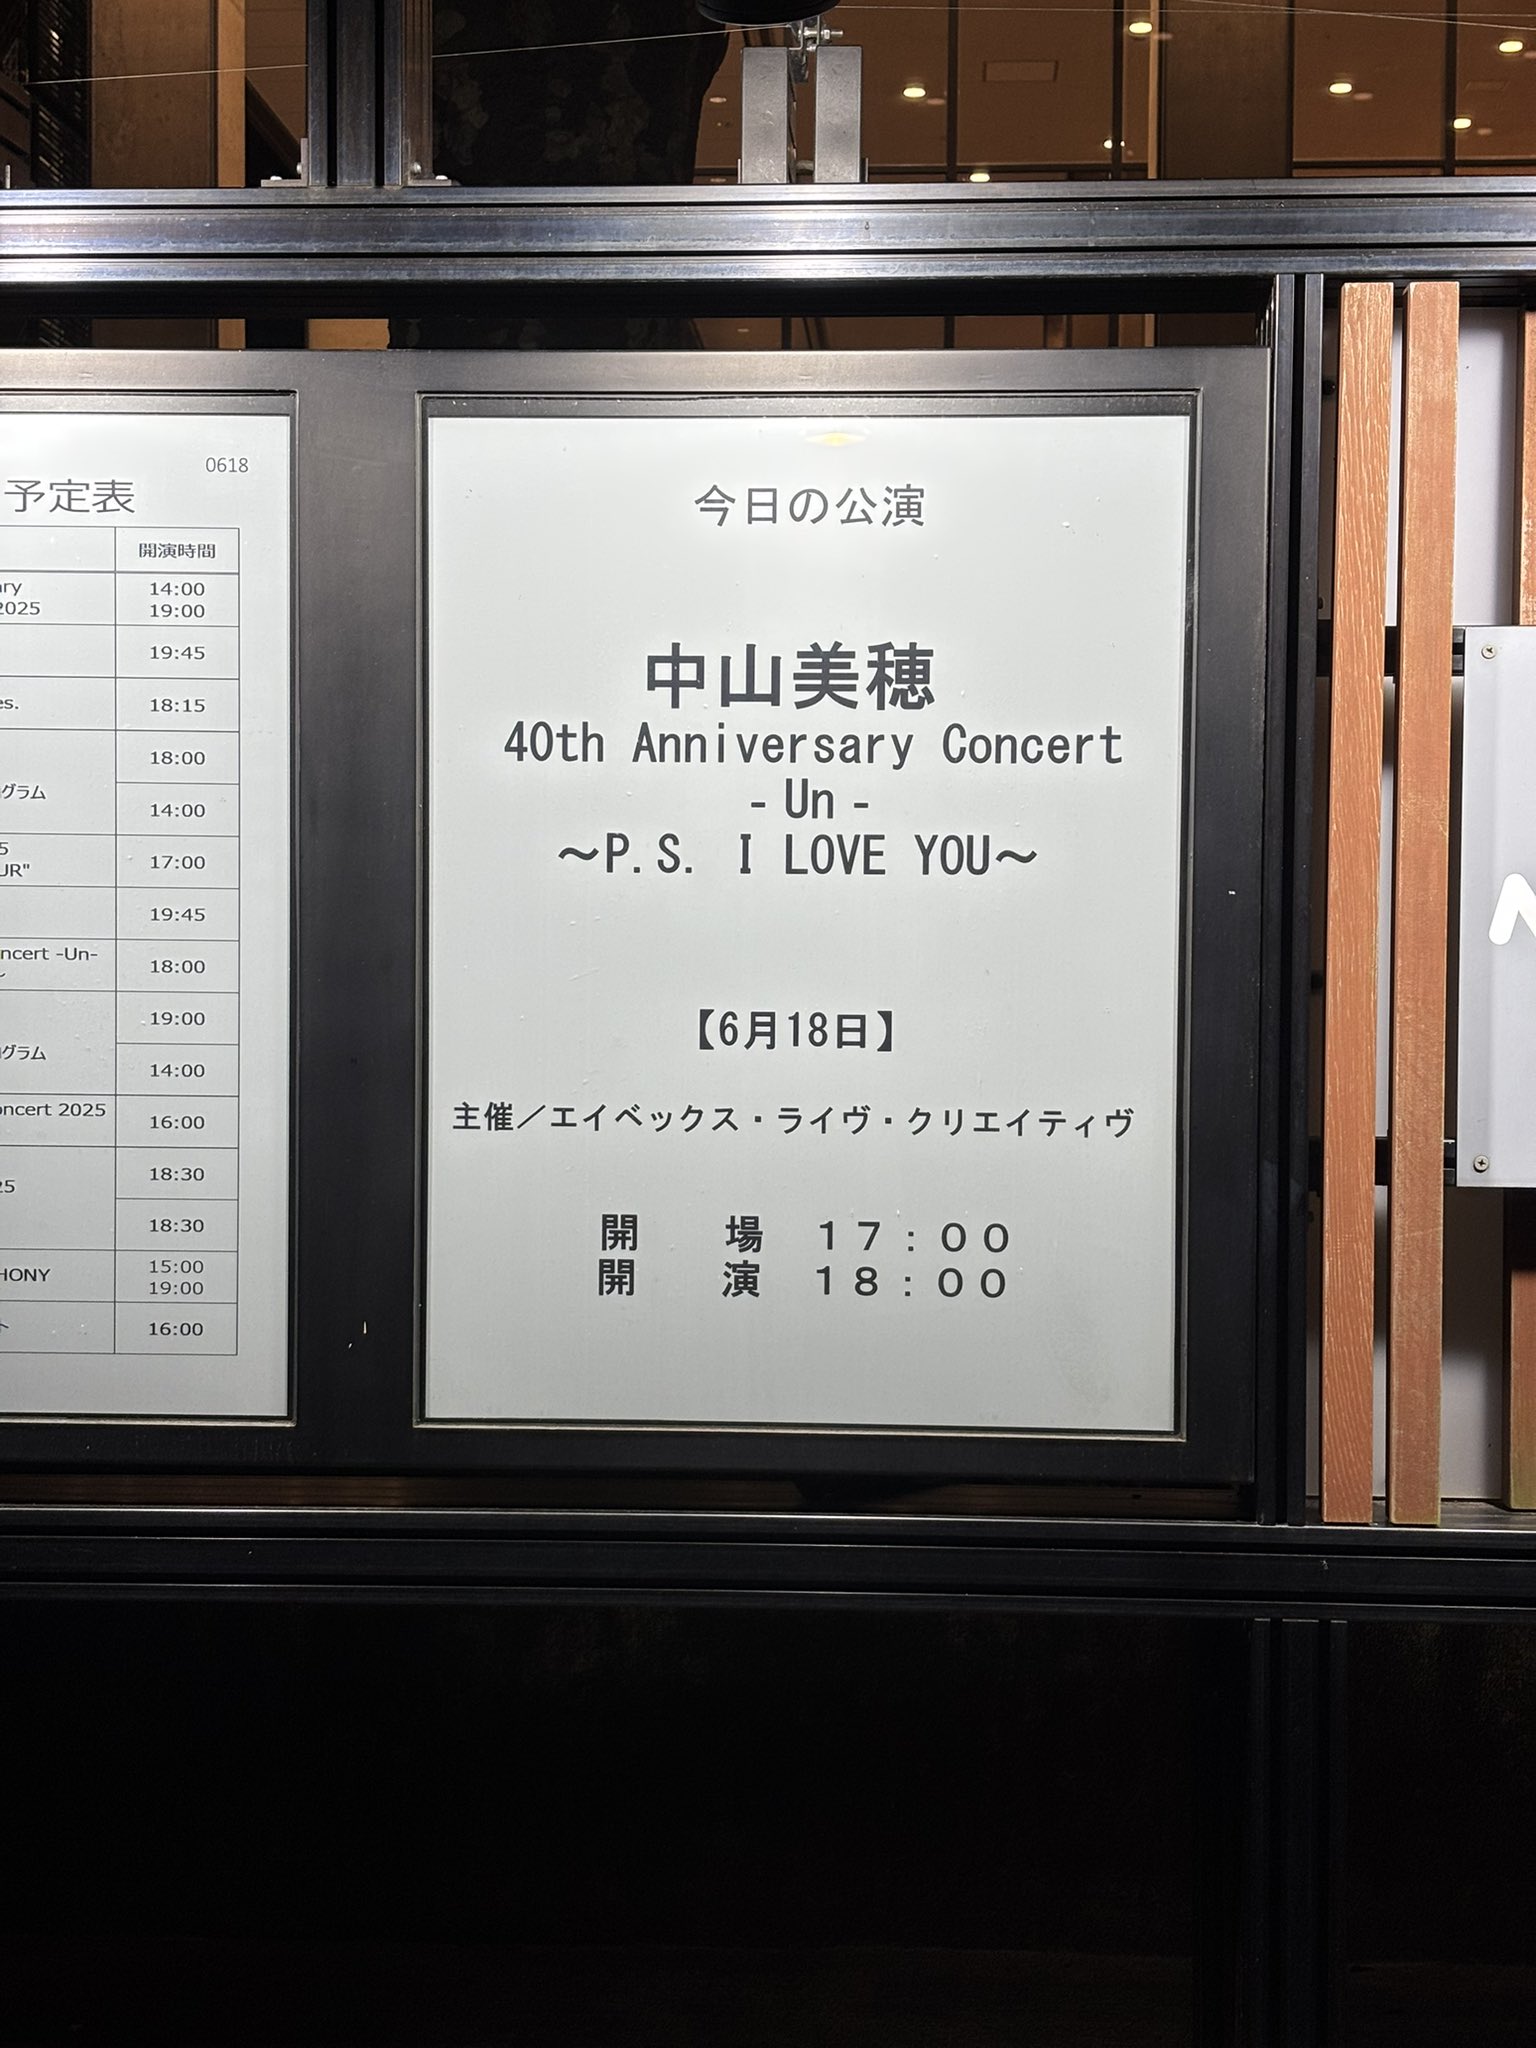 0618
予定表
開演時間
ry
2025
14:00
19:00
19:45
es.
18:15
18:00
グラム
14:00
5
UR"
17:00
19:45
ncert -Un-
～
18:00
19:00
グラム
14:00
oncert 2025
16:00
18:30
25
18:30
HONY
15:00
19:00
ト
16:00
今日の公演
中山美穂
40th Anniversary Concert
- Un -
～P.S. I LOVE YOU～
【6月18日】
主催／エイベックス・ライヴ・クリエイティヴ
開　場　１７：００
開　演　１８：００